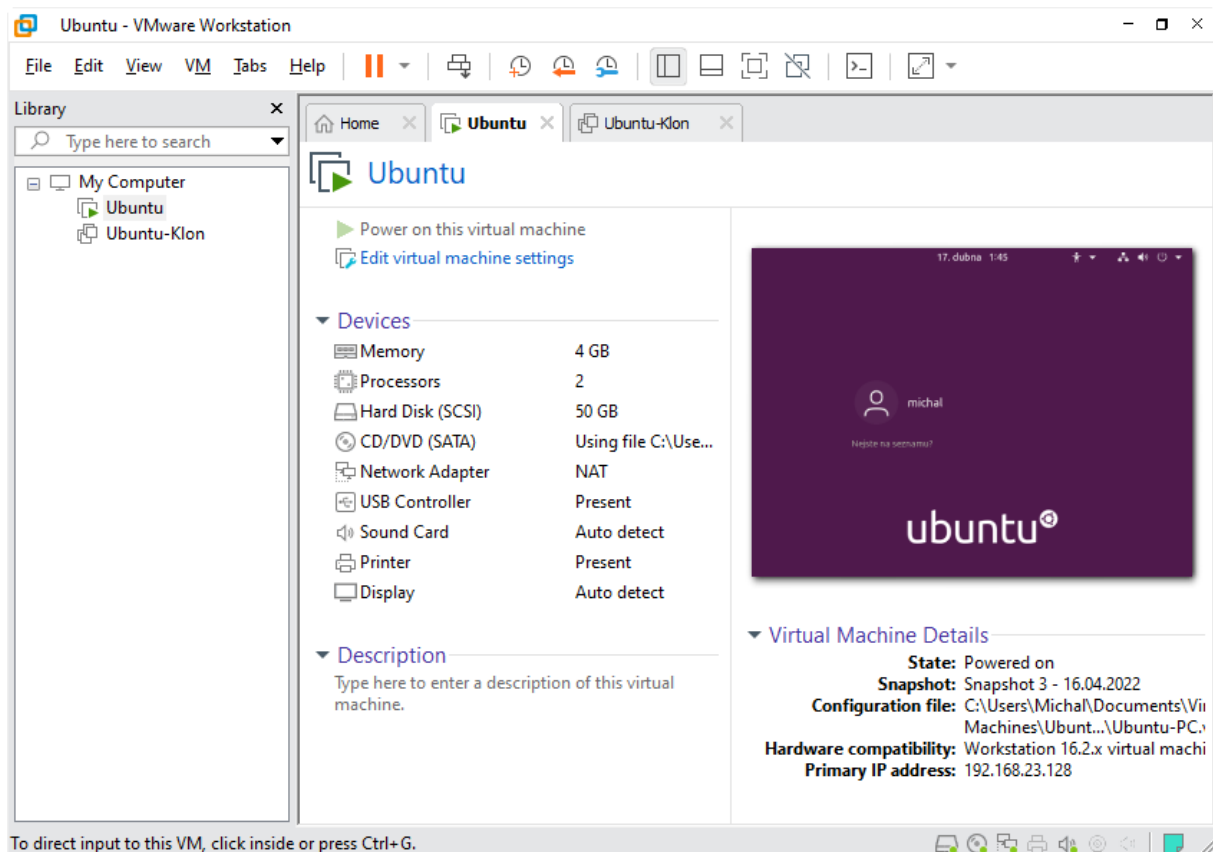 Ubuntu - VMware Workstation
File Edit View VM Tabs Help
Library
Type here to search
My Computer
Ubuntu
Ubuntu-Klon
Home
Ubuntu
Ubuntu-Klon
Ubuntu
Power on this virtual machine
Edit virtual machine settings
Devices
Memory 4 GB
Processors 2
Hard Disk (SCSI) 50 GB
CD/DVD (SATA) Using file C:\Use...
Network Adapter NAT
USB Controller Present
Sound Card Auto detect
Printer Present
Display Auto detect
Description
Type here to enter a description of this virtual
machine.
17. dubna 1:45
michal
Nejste na seznamu?
ubuntu
Virtual Machine Details
State: Powered on
Snapshot: Snapshot 3 - 16.04.2022
Configuration file: C:\Users\Michal\Documents\Vir
Machines\Ubunt...\Ubuntu-PC.
Hardware compatibility: Workstation 16.2.x virtual machi
Primary IP address: 192.168.23.128
To direct input to this VM, click inside or press Ctrl+G.